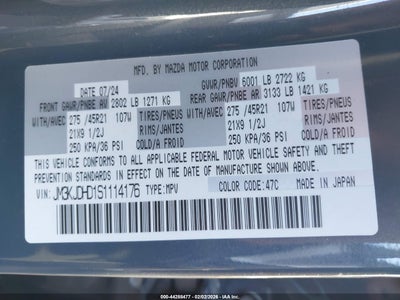 MFD. BY MAZDA MOTOR CORPORATION
DATE 07/24 GVWR/PNBV 6001 LB 2722 KG
FRONT GAWR/PNBE AV 2802 LB 1271 KG REAR GAWR/PNBE AR 3133 LB 1421 KG
WITH/AVEC 275 /45R21 107W TIRES/PNEUS WITH/AVEC 275 /45R21 107W TIRES/PNEUS
21X9 1/2J RIMS/JANTES 21X9 1/2J RIMS/JANTES
250 KPA/36 PSI COLD/A FROID 250 KPA/36 PSI COLD/A FROID
THIS VEHICLE CONFORMS TO ALL APPLICABLE FEDERAL MOTOR VEHICLE SAFETY AND THEFT
PREVENTION STANDARDS IN EFFECT ON THE DATE OF MANUFACTURE SHOWN ABOVE.
VIN: JM3KJDHD1S1114176 TYPE:MPV COLOR CODE:47C MADE IN JAPAN
000-44288477 - 02/02/2026 - IAAI.COM